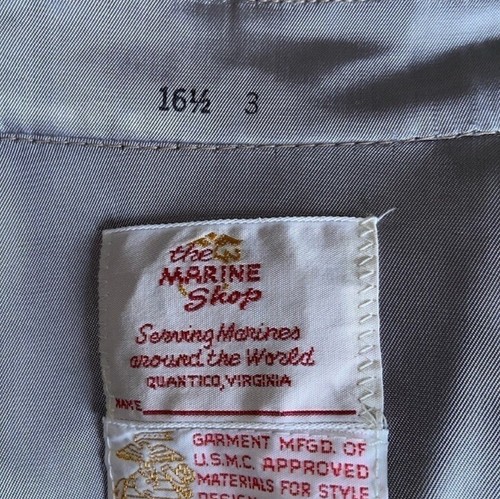 16½ 3
the
MARINE
Shop
Serving Marines
around the World
QUANTICO, VIRGINIA
NAME
GARMENT MFGD. OF
U.S.M.C. APPROVED
MATERIALS FOR STYLE
DESIGN